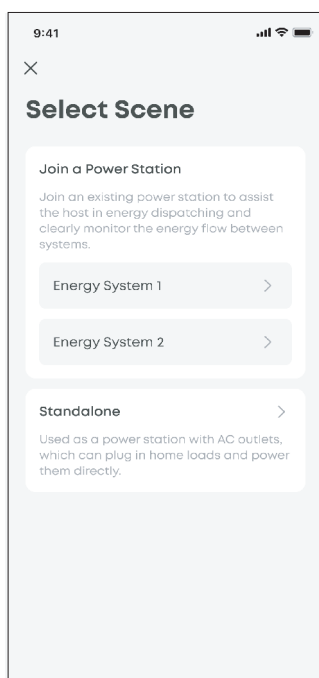 9:41
Select Scene
Join a Power Station
Join an existing power station to assist
the host in energy dispatching and
clearly monitor the energy flow between
systems.
Energy System 1
Energy System 2
Standalone
Used as a power station with AC outlets,
which can plug in home loads and power
them directly.